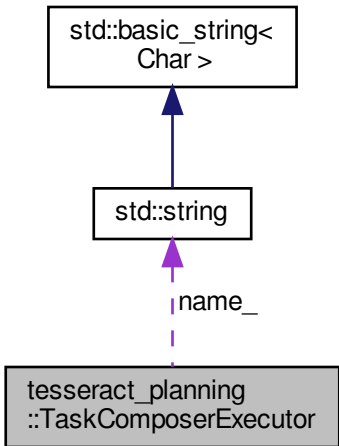 std::basic_string<
Char >
std::string
name_
tesseract_planning
::TaskComposerExecutor